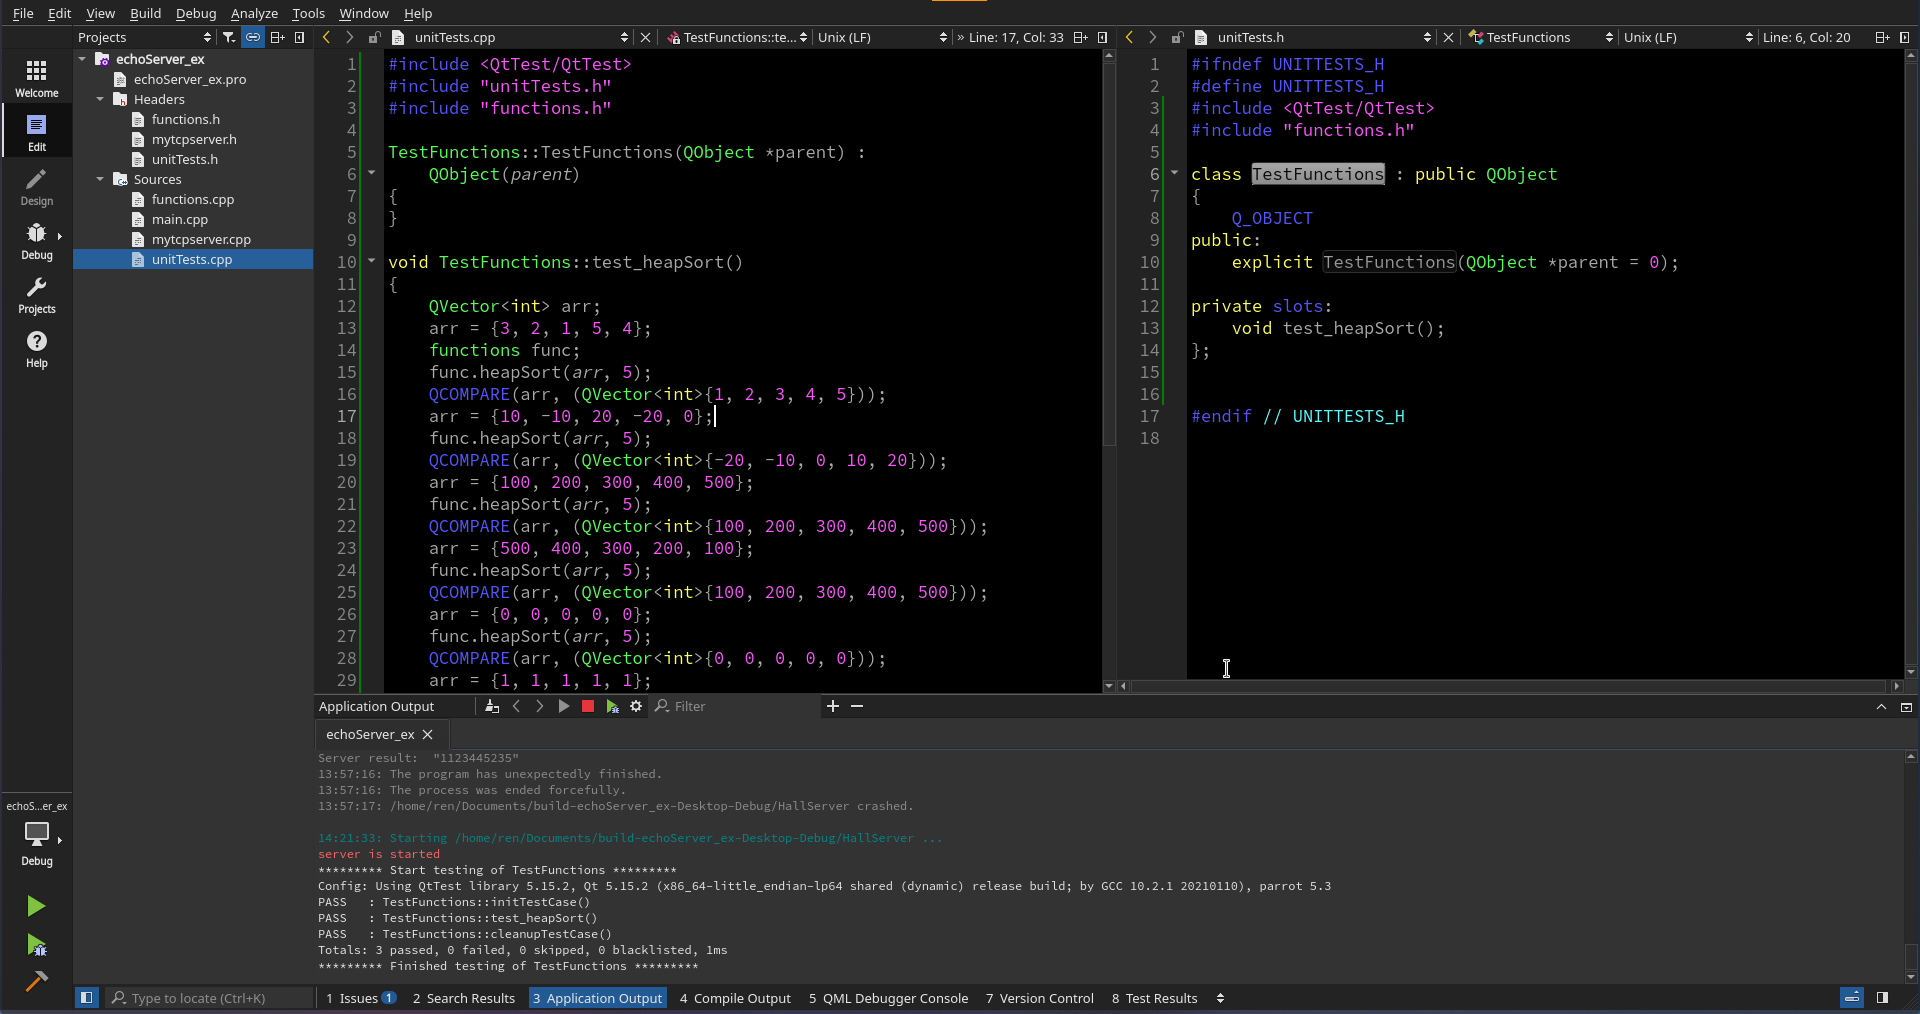 File Edit View Build Debug Analyze Tools Window Help
Projects
unitTests.cpp
TestFunctions::te... Unix (LF) » Line: 17, Col: 33
unitTests.h
TestFunctions Unix (LF) Line: 6, Col: 20
Welcome
Edit
Design
Debug
Projects
Help
echoS...er_ex
Debug
echoServer_ex
echoServer_ex.pro
Headers
functions.h
mytcpserver.h
unitTests.h
Sources
functions.cpp
main.cpp
mytcpserver.cpp
unitTests.cpp
1 #include <QtTest/QtTest>
2 #include "unitTests.h"
3 #include "functions.h"
4
5 TestFunctions::TestFunctions(QObject *parent) :
6     QObject(parent)
7 {
8 }
9
10 void TestFunctions::test_heapSort()
11 {
12     QVector<int> arr;
13     arr = {3, 2, 1, 5, 4};
14     functions func;
15     func.heapSort(arr, 5);
16     QCOMPARE(arr, (QVector<int>{1, 2, 3, 4, 5}));
17     arr = {10, -10, 20, -20, 0};
18     func.heapSort(arr, 5);
19     QCOMPARE(arr, (QVector<int>{-20, -10, 0, 10, 20}));
20     arr = {100, 200, 300, 400, 500};
21     func.heapSort(arr, 5);
22     QCOMPARE(arr, (QVector<int>{100, 200, 300, 400, 500}));
23     arr = {500, 400, 300, 200, 100};
24     func.heapSort(arr, 5);
25     QCOMPARE(arr, (QVector<int>{100, 200, 300, 400, 500}));
26     arr = {0, 0, 0, 0, 0};
27     func.heapSort(arr, 5);
28     QCOMPARE(arr, (QVector<int>{0, 0, 0, 0, 0}));
29     arr = {1, 1, 1, 1, 1};
1 #ifndef UNITTESTS_H
2 #define UNITTESTS_H
3 #include <QtTest/QtTest>
4 #include "functions.h"
5
6 class TestFunctions : public QObject
7 {
8     Q_OBJECT
9 public:
10     explicit TestFunctions(QObject *parent = 0);
11
12 private slots:
13     void test_heapSort();
14 };
15
16
17 #endif // UNITTESTS_H
18
Application Output
Filter
echoServer_ex
Server result:  "1123445235"
13:57:16: The program has unexpectedly finished.
13:57:16: The process was ended forcefully.
13:57:17: /home/ren/Documents/build-echoServer_ex-Desktop-Debug/HallServer crashed.
14:21:33: Starting /home/ren/Documents/build-echoServer_ex-Desktop-Debug/HallServer ...
server is started
********* Start testing of TestFunctions *********
Config: Using QtTest library 5.15.2, Qt 5.15.2 (x86_64-little_endian-lp64 shared (dynamic) release build; by GCC 10.2.1 20210110), parrot 5.3
PASS   : TestFunctions::initTestCase()
PASS   : TestFunctions::test_heapSort()
PASS   : TestFunctions::cleanupTestCase()
Totals: 3 passed, 0 failed, 0 skipped, 0 blacklisted, 1ms
********* Finished testing of TestFunctions *********
Type to locate (Ctrl+K)
1 Issues 1 2 Search Results 3 Application Output 4 Compile Output 5 QML Debugger Console 7 Version Control 8 Test Results